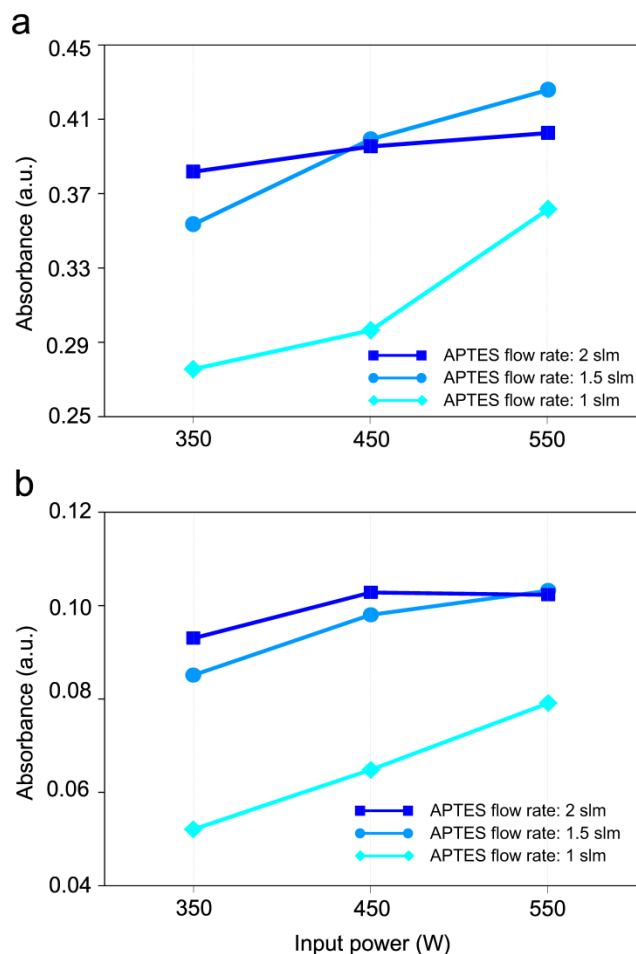 a
Absorbance (a.u.)
0.45
0.41
0.37
0.33
0.29
0.25
350 450 550
APTES flow rate: 2 slm
APTES flow rate: 1.5 slm
APTES flow rate: 1 slm
b
Absorbance (a.u.)
0.12
0.10
0.08
0.06
0.04
350 450 550
APTES flow rate: 2 slm
APTES flow rate: 1.5 slm
APTES flow rate: 1 slm
Input power (W)